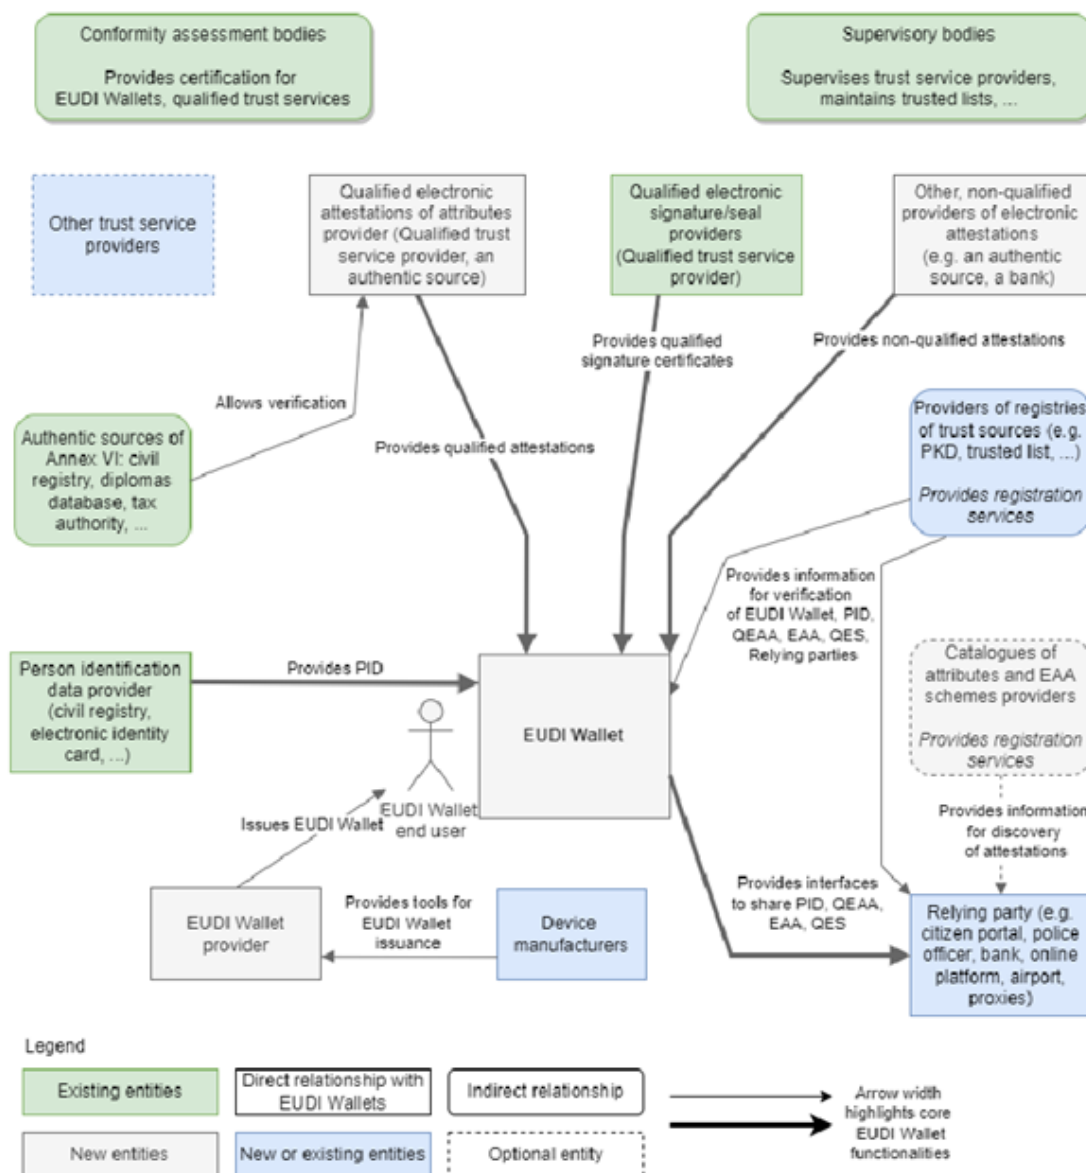 Conformity assessment bodies
Provides certification for
EUDI Wallets, qualified trust services
Supervisory bodies
Supervises trust service providers,
maintains trusted lists, ...
Other trust service
providers
Qualified electronic
attestations of attributes
provider (Qualified trust
service provider, an
authentic source)
Qualified electronic
signature/seal
providers
(Qualified trust service
provider)
Other, non-qualified
providers of electronic
attestations
(e.g. an authentic
source, a bank)
Provides qualified
signature certificates
Provides non-qualified attestations
Allows verification
Provides qualified attestations
Authentic sources of
Annex VI: civil
registry, diplomas
database, tax
authority, ...
Providers of registries
of trust sources (e.g.
PKD, trusted list, ...)
Provides registration
services
Provides information
for verification
of EUDI Wallet, PID,
QEAA, EAA, QES,
Relying parties
Person identification
data provider
(civil registry,
electronic identity
card, ...)
Provides PID
EUDI Wallet
Catalogues of
attributes and EAA
schemes providers
Provides registration
services
EUDI Wallet
end user
Issues EUDI Wallet
Provides information
for discovery
of attestations
EUDI Wallet
provider
Provides tools for
EUDI Wallet
issuance
Device
manufacturers
Provides interfaces
to share PID, QEAA,
EAA, QES
Relying party (e.g.
citizen portal, police
officer, bank, online
platform, airport,
proxies)
Legend
Existing entities
Direct relationship with
EUDI Wallets
Indirect relationship
Arrow width
highlights core
EUDI Wallet
functionalities
New entities
New or existing entities
Optional entity